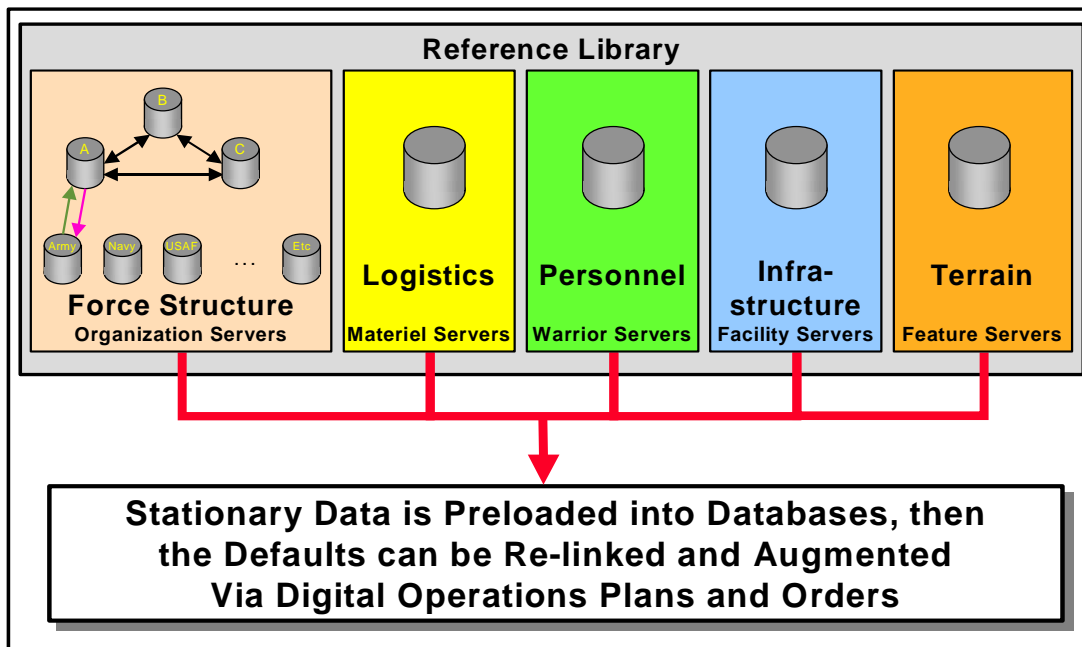 Reference Library
B
A
C
Army
Navy
USAF
...
Etc
Force Structure
Organization Servers
Logistics
Materiel Servers
Personnel
Warrior Servers
Infra-
structure
Facility Servers
Terrain
Feature Servers
Stationary Data is Preloaded into Databases, then
the Defaults can be Re-linked and Augmented
Via Digital Operations Plans and Orders